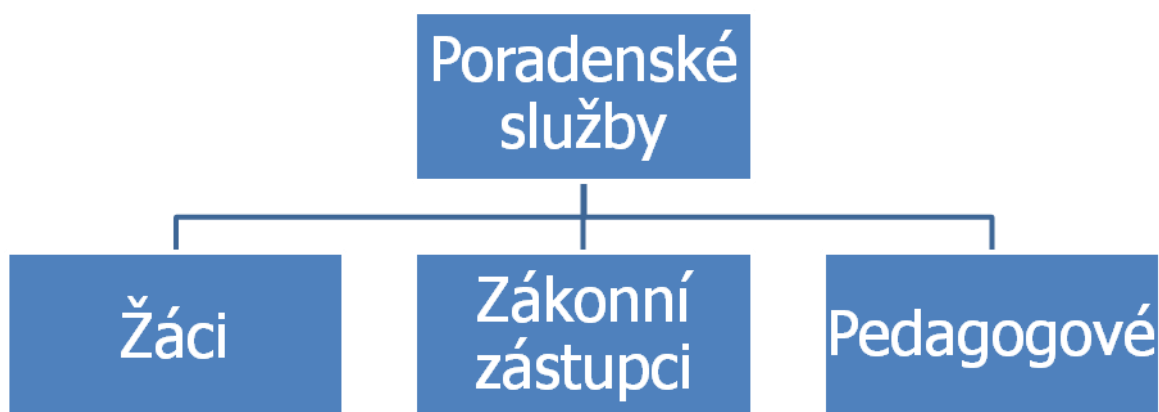 Poradenské
služby
Žáci
Zákonní
zástupci
Pedagogové